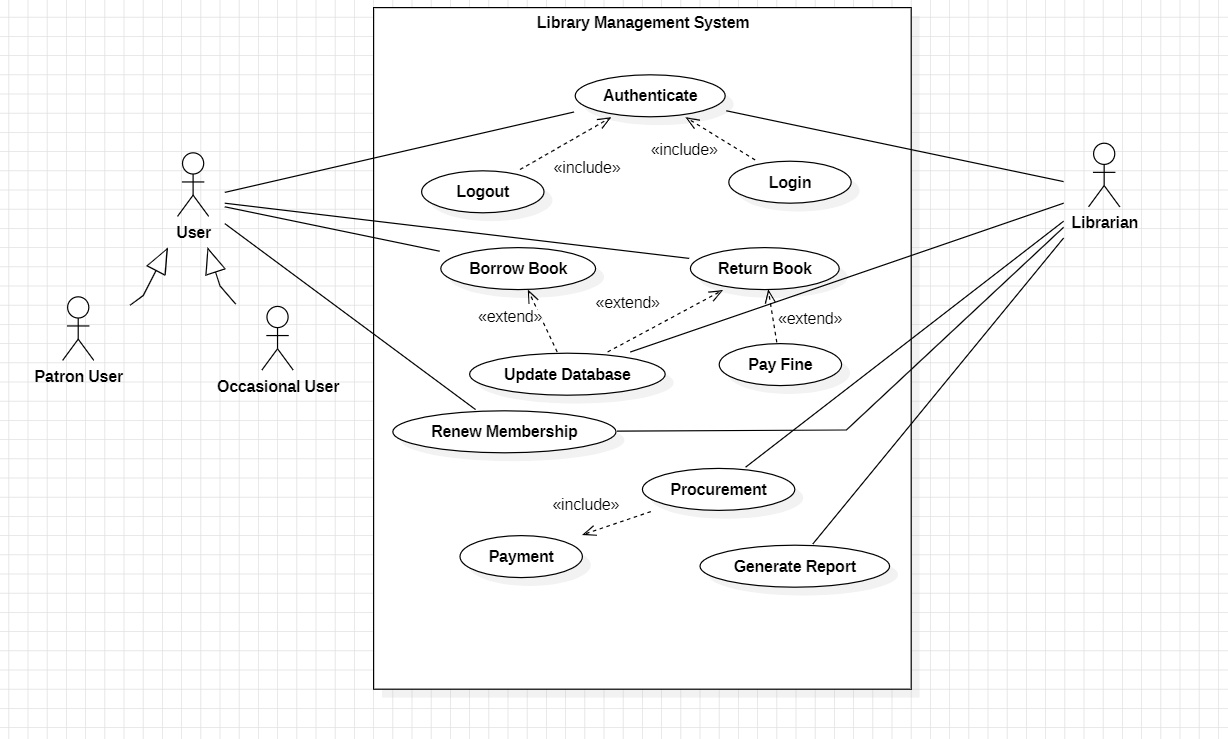 Library Management System
Authenticate
«include»
«include»
Logout
Login
User
Librarian
Borrow Book
Return Book
«extend»
«extend»
«extend»
Patron User
Occasional User
Update Database
Pay Fine
Renew Membership
Procurement
«include»
Payment
Generate Report